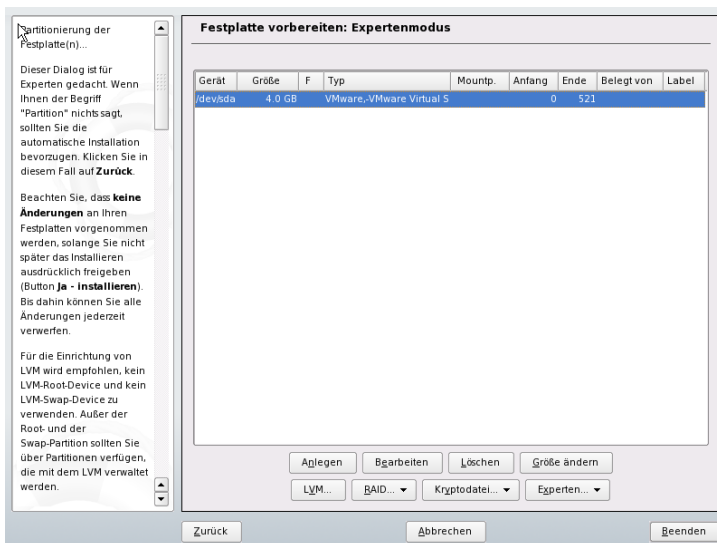 Partitionierung der
Festplatte(n)...
Dieser Dialog ist für
Experten gedacht. Wenn
Ihnen der Begriff
"Partition" nichts sagt,
sollten Sie die
automatische Installation
bevorzugen. Klicken Sie in
diesem Fall auf Zurück.
Beachten Sie, dass keine
Änderungen an Ihren
Festplatten vorgenommen
werden, solange Sie nicht
später das Installieren
ausdrücklich freigeben
(Button Ja - installieren).
Bis dahin können Sie alle
Änderungen jederzeit
verwerfen.
Für die Einrichtung von
LVM wird empfohlen, kein
LVM-Root-Device und kein
LVM-Swap-Device zu
verwenden. Außer der
Root- und der
Swap-Partition sollten Sie
über Partitionen verfügen,
die mit dem LVM verwaltet
werden.
Festplatte vorbereiten: Expertenmodus
Gerät Größe F Typ Mountp. Anfang Ende Belegt von Label
/dev/sda 4.0 GB VMware,-VMware Virtual S 0 521
Anlegen Bearbeiten Löschen Größe ändern
LVM... RAID... Kryptodatei... Experten...
Zurück Abbrechen Beenden